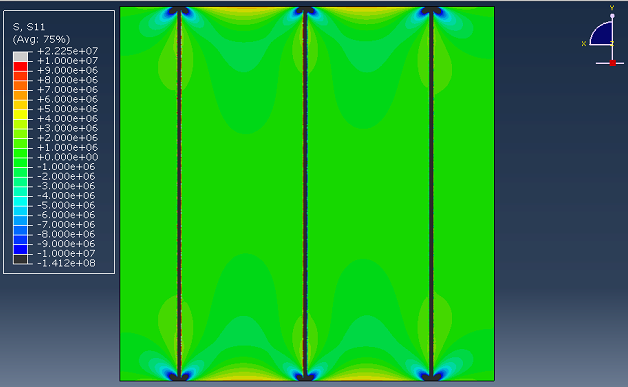 S, S11
(Avg: 75%)
+2.225e+07
+1.000e+07
+9.000e+06
+8.000e+06
+7.000e+06
+6.000e+06
+5.000e+06
+4.000e+06
+3.000e+06
+2.000e+06
+1.000e+06
+0.000e+00
-1.000e+06
-2.000e+06
-3.000e+06
-4.000e+06
-5.000e+06
-6.000e+06
-7.000e+06
-8.000e+06
-9.000e+06
-1.000e+07
-1.412e+08
Y
X